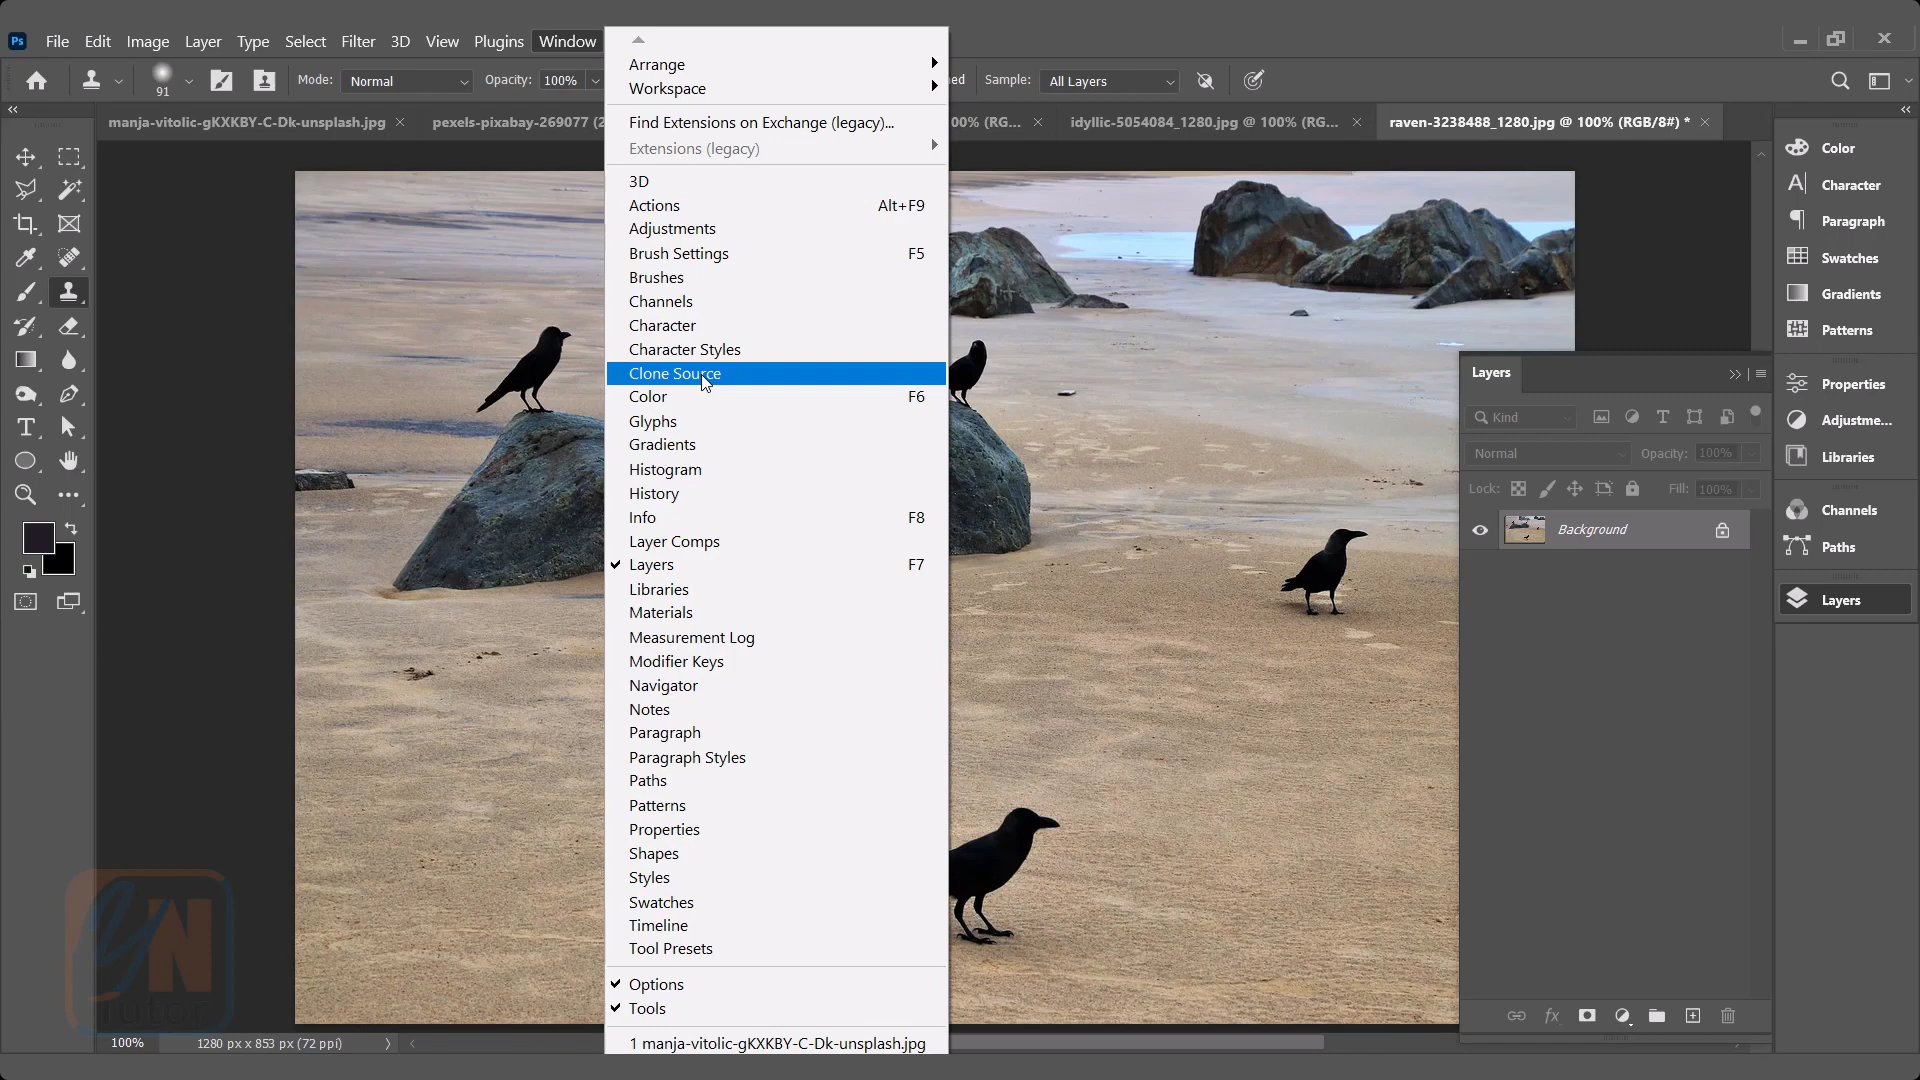 Ps File Edit Image Layer Type Select Filter 3D View Plugins Window
91 Mode: Normal Opacity: 100% Sample: All Layers
manja-vitolic-gKXKBY-C-Dk-unsplash.jpg pexels-pixabay-269077 (2 00% (RG... idyllic-5054084_1280.jpg @ 100% (RG... raven-3238488_1280.jpg @ 100% (RGB/8#) *
Arrange
Workspace
Find Extensions on Exchange (legacy)...
Extensions (legacy)
3D
Actions Alt+F9
Adjustments
Brush Settings F5
Brushes
Channels
Character
Character Styles
Clone Source
Color F6
Glyphs
Gradients
Histogram
History
Info F8
Layer Comps
Layers F7
Libraries
Materials
Measurement Log
Modifier Keys
Navigator
Notes
Paragraph
Paragraph Styles
Paths
Patterns
Properties
Shapes
Styles
Swatches
Timeline
Tool Presets
Options
Tools
1 manja-vitolic-gKXKBY-C-Dk-unsplash.jpg
Layers
Kind
Normal Opacity: 100%
Lock: Fill: 100%
Background
Color
Character
Paragraph
Swatches
Gradients
Patterns
Properties
Adjustme...
Libraries
Channels
Paths
Layers
100% 1280 px x 853 px (72 ppi)
N
Tutor